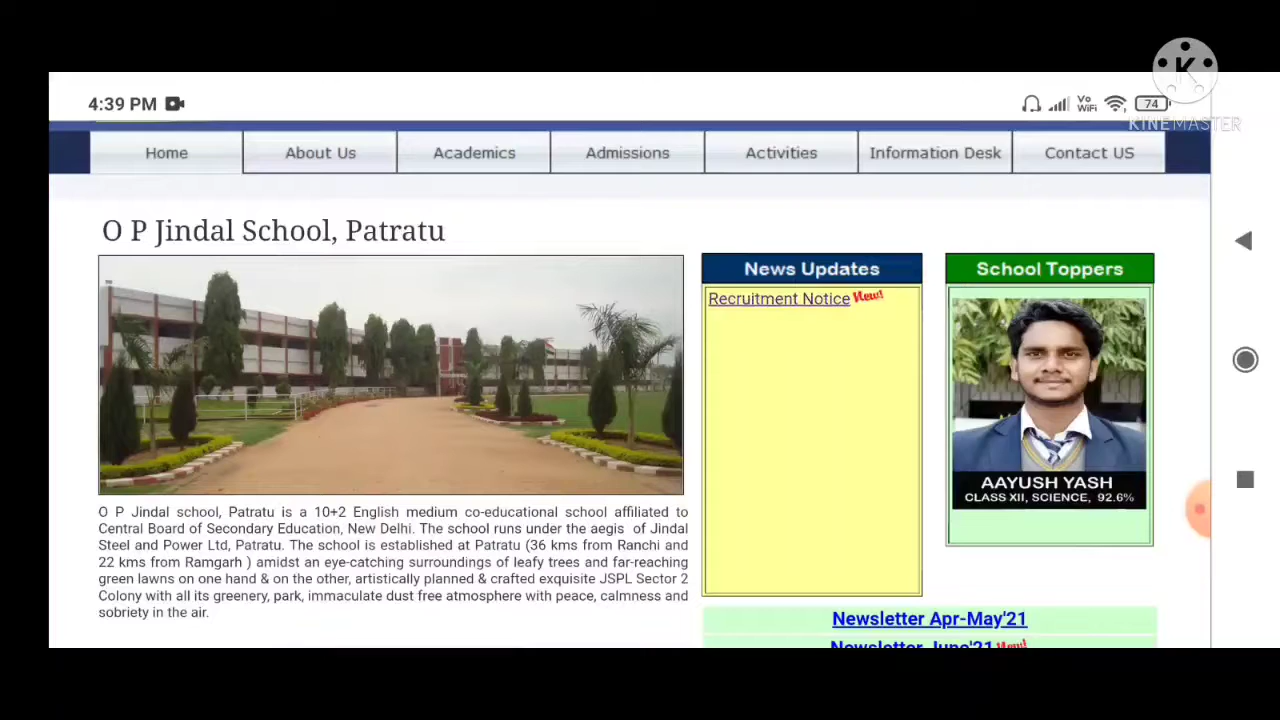 4:39 PM
Vo
WiFi
74
KINEMASTER
Home
About Us
Academics
Admissions
Activities
Information Desk
Contact US
O P Jindal School, Patratu
News Updates
Recruitment Notice New!
School Toppers
AAYUSH YASH
CLASS XII, SCIENCE, 92.6%
O P Jindal school, Patratu is a 10+2 English medium co-educational school affiliated to
Central Board of Secondary Education, New Delhi. The school runs under the aegis of Jindal
Steel and Power Ltd, Patratu. The school is established at Patratu (36 kms from Ranchi and
22 kms from Ramgarh ) amidst an eye-catching surroundings of leafy trees and far-reaching
green lawns on one hand & on the other, artistically planned & crafted exquisite JSPL Sector 2
Colony with all its greenery, park, immaculate dust free atmosphere with peace, calmness and
sobriety in the air.
Newsletter Apr-May'21
Newsletter June'21 New!